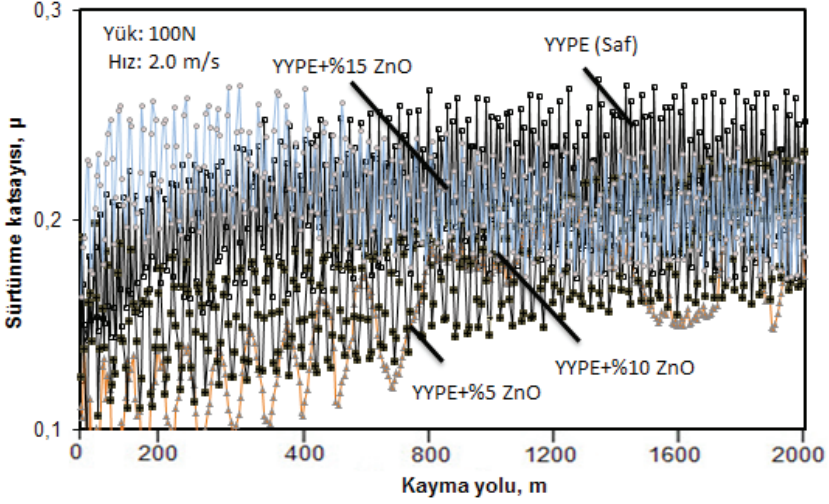 0,3
Yük: 100N
Hız: 2.0 m/s
YYPE (Saf)
YYPE+%15 ZnO
Sürtünme katsayısı, µ
0,2
YYPE+%10 ZnO
YYPE+%5 ZnO
0,1
0 200 400 800 1200 1600 2000
Kayma yolu, m